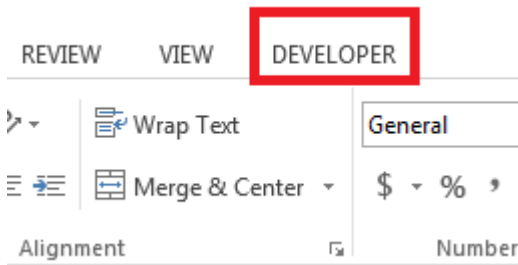 REVIEW VIEW DEVELOPER
Wrap Text General
Merge & Center $ % ,
Alignment Number